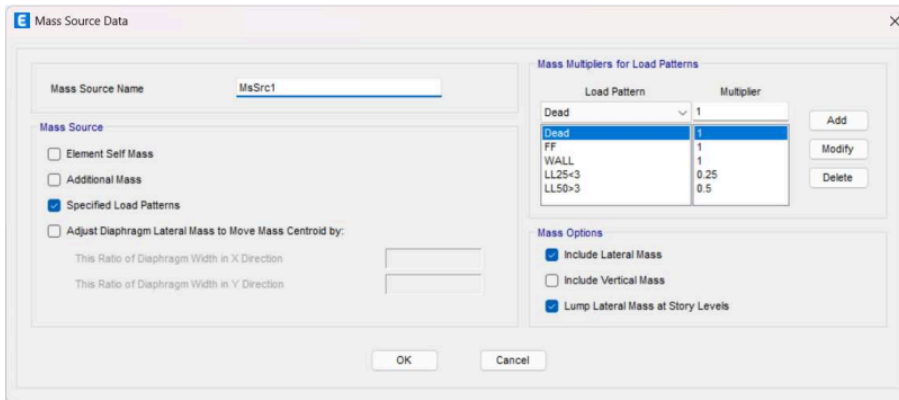 E Mass Source Data
Mass Source Name MsSrc1
Mass Source
Element Self Mass
Additional Mass
Specified Load Patterns
Adjust Diaphragm Lateral Mass to Move Mass Centroid by:
This Ratio of Diaphragm Width in X Direction
This Ratio of Diaphragm Width in Y Direction
Mass Multipliers for Load Patterns
Load Pattern Multiplier
Dead 1
Dead 1
FF 1
WALL 1
LL25<3 0.25
LL50>3 0.5
Add
Modify
Delete
Mass Options
Include Lateral Mass
Include Vertical Mass
Lump Lateral Mass at Story Levels
OK Cancel